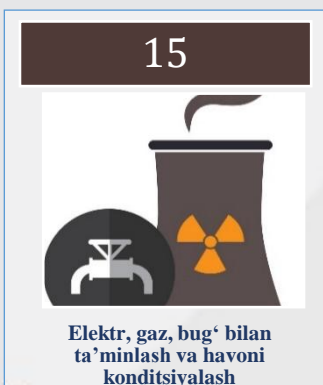 15
Elektr, gaz, bug‘ bilan
ta’minlash va havoni
konditsiyalash